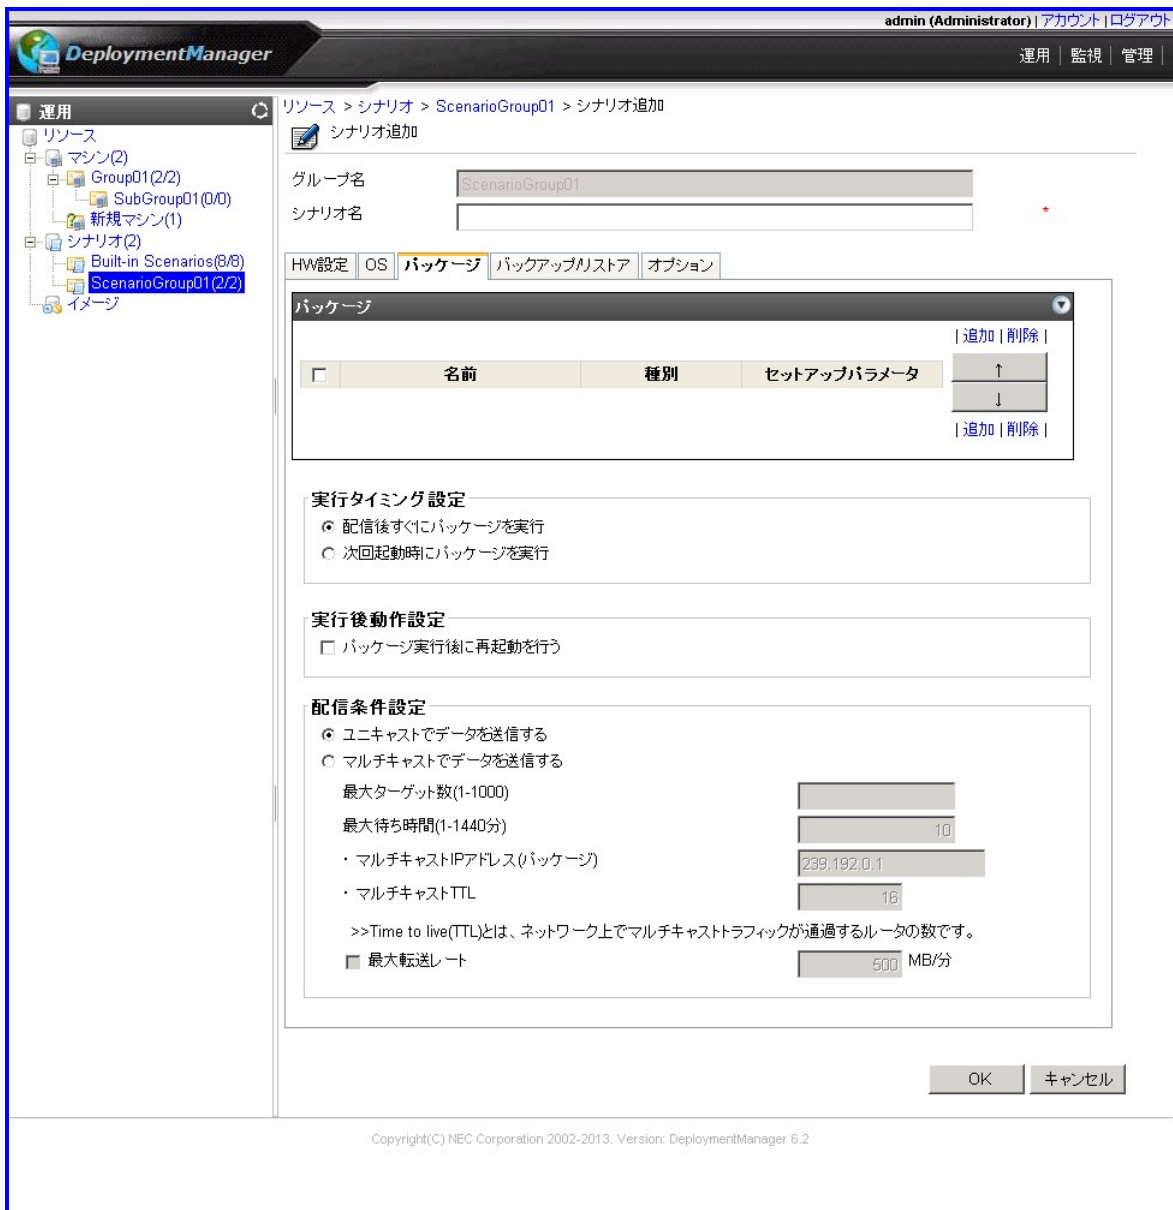 admin (Administrator) | アカウント | ログアウト
DeploymentManager
運用 | 監視 | 管理 |
運用
リソース
マシン(2)
Group01(2/2)
SubGroup01(0/0)
新規マシン(1)
シナリオ(2)
Built-in Scenarios(8/8)
ScenarioGroup01(2/2)
イメージ
リソース > シナリオ > ScenarioGroup01 > シナリオ追加
シナリオ追加
グループ名 ScenarioGroup01
シナリオ名 *
HW設定 OS パッケージ バックアップ/リストア オプション
パッケージ
| 追加 | 削除 |
名前 種別 セットアップパラメータ ↑
↓
| 追加 | 削除 |
実行タイミング設定
配信後すぐにパッケージを実行
次回起動時にパッケージを実行
実行後動作設定
パッケージ実行後に再起動を行う
配信条件設定
ユニキャストでデータを送信する
マルチキャストでデータを送信する
最大ターゲット数(1-1000)
最大待ち時間(1-1440分) 10
・マルチキャストIPアドレス(パッケージ) 239.192.0.1
・マルチキャストTTL 16
>>Time to live(TTL)とは、ネットワーク上でマルチキャストトラフィックが通過するルータの数です。
最大転送レート 500 MB/分
OK キャンセル
Copyright(C) NEC Corporation 2002-2013. Version: DeploymentManager 6.2